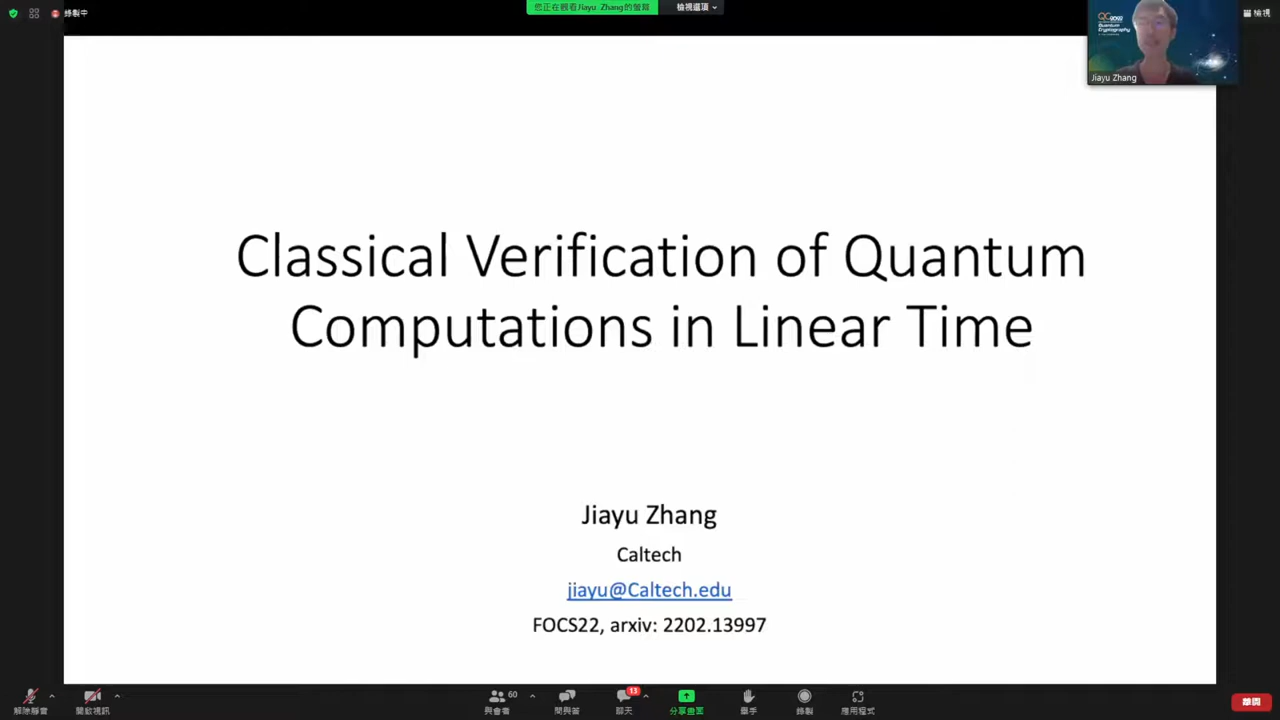 錄製中
您正在觀看Jiayu Zhang的螢幕
檢視選項
檢視
Quantum
Cryptography
Jiayu Zhang
Classical Verification of Quantum
Computations in Linear Time
Jiayu Zhang
Caltech
jiayu@Caltech.edu
FOCS22, arxiv: 2202.13997
解除靜音
開啟視訊
60
與會者
問與答
13
聊天
分享畫面
舉手
錄製
應用程式
離開